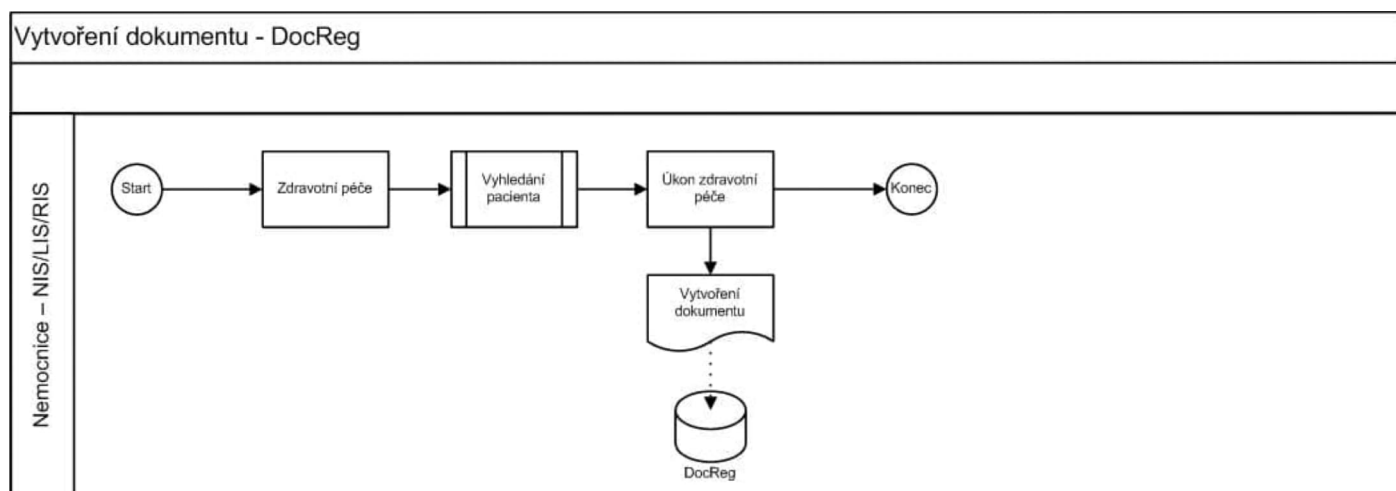 Vytvoření dokumentu - DocReg
Nemocnice – NIS/LIS/RIS
Start
Zdravotní péče
Vyhledání
pacienta
Úkon zdravotní
péče
Konec
Vytvoření
dokumentu
DocReg